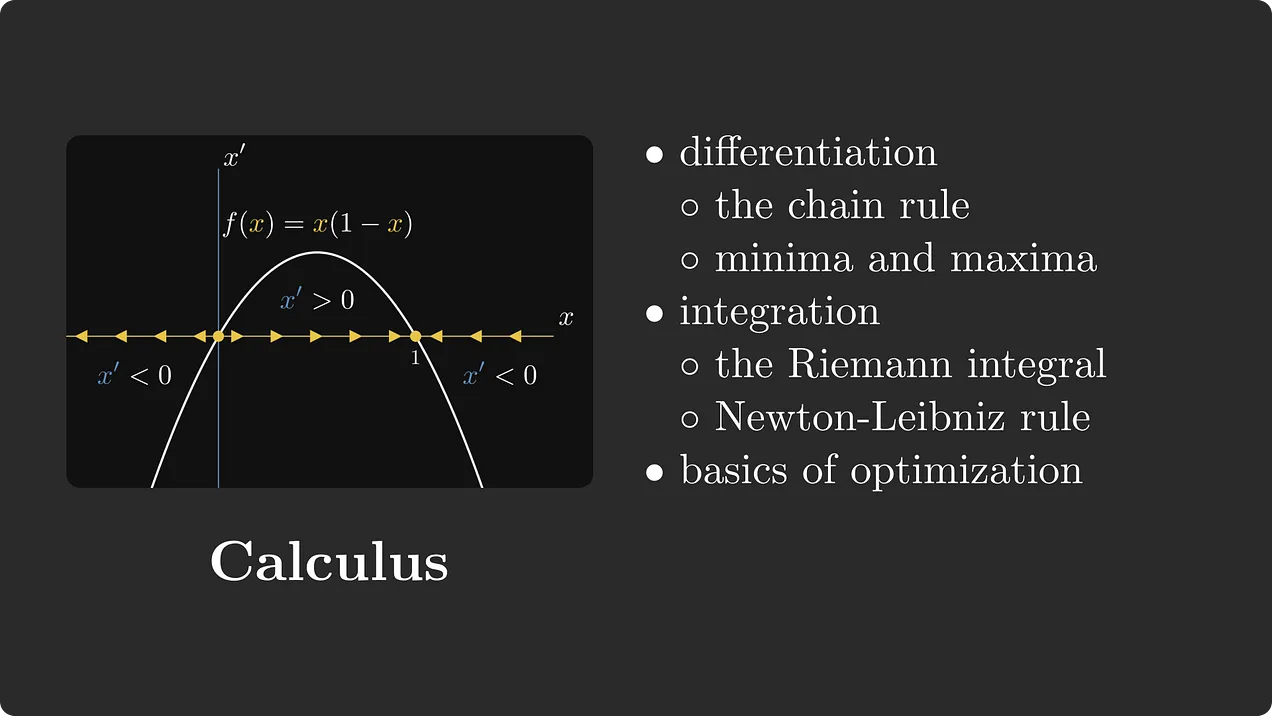 x′
f(x) = x(1 − x)
x′ > 0
x
1
x′ < 0
x′ < 0
Calculus
• differentiation
○ the chain rule
○ minima and maxima
• integration
○ the Riemann integral
○ Newton-Leibniz rule
• basics of optimization